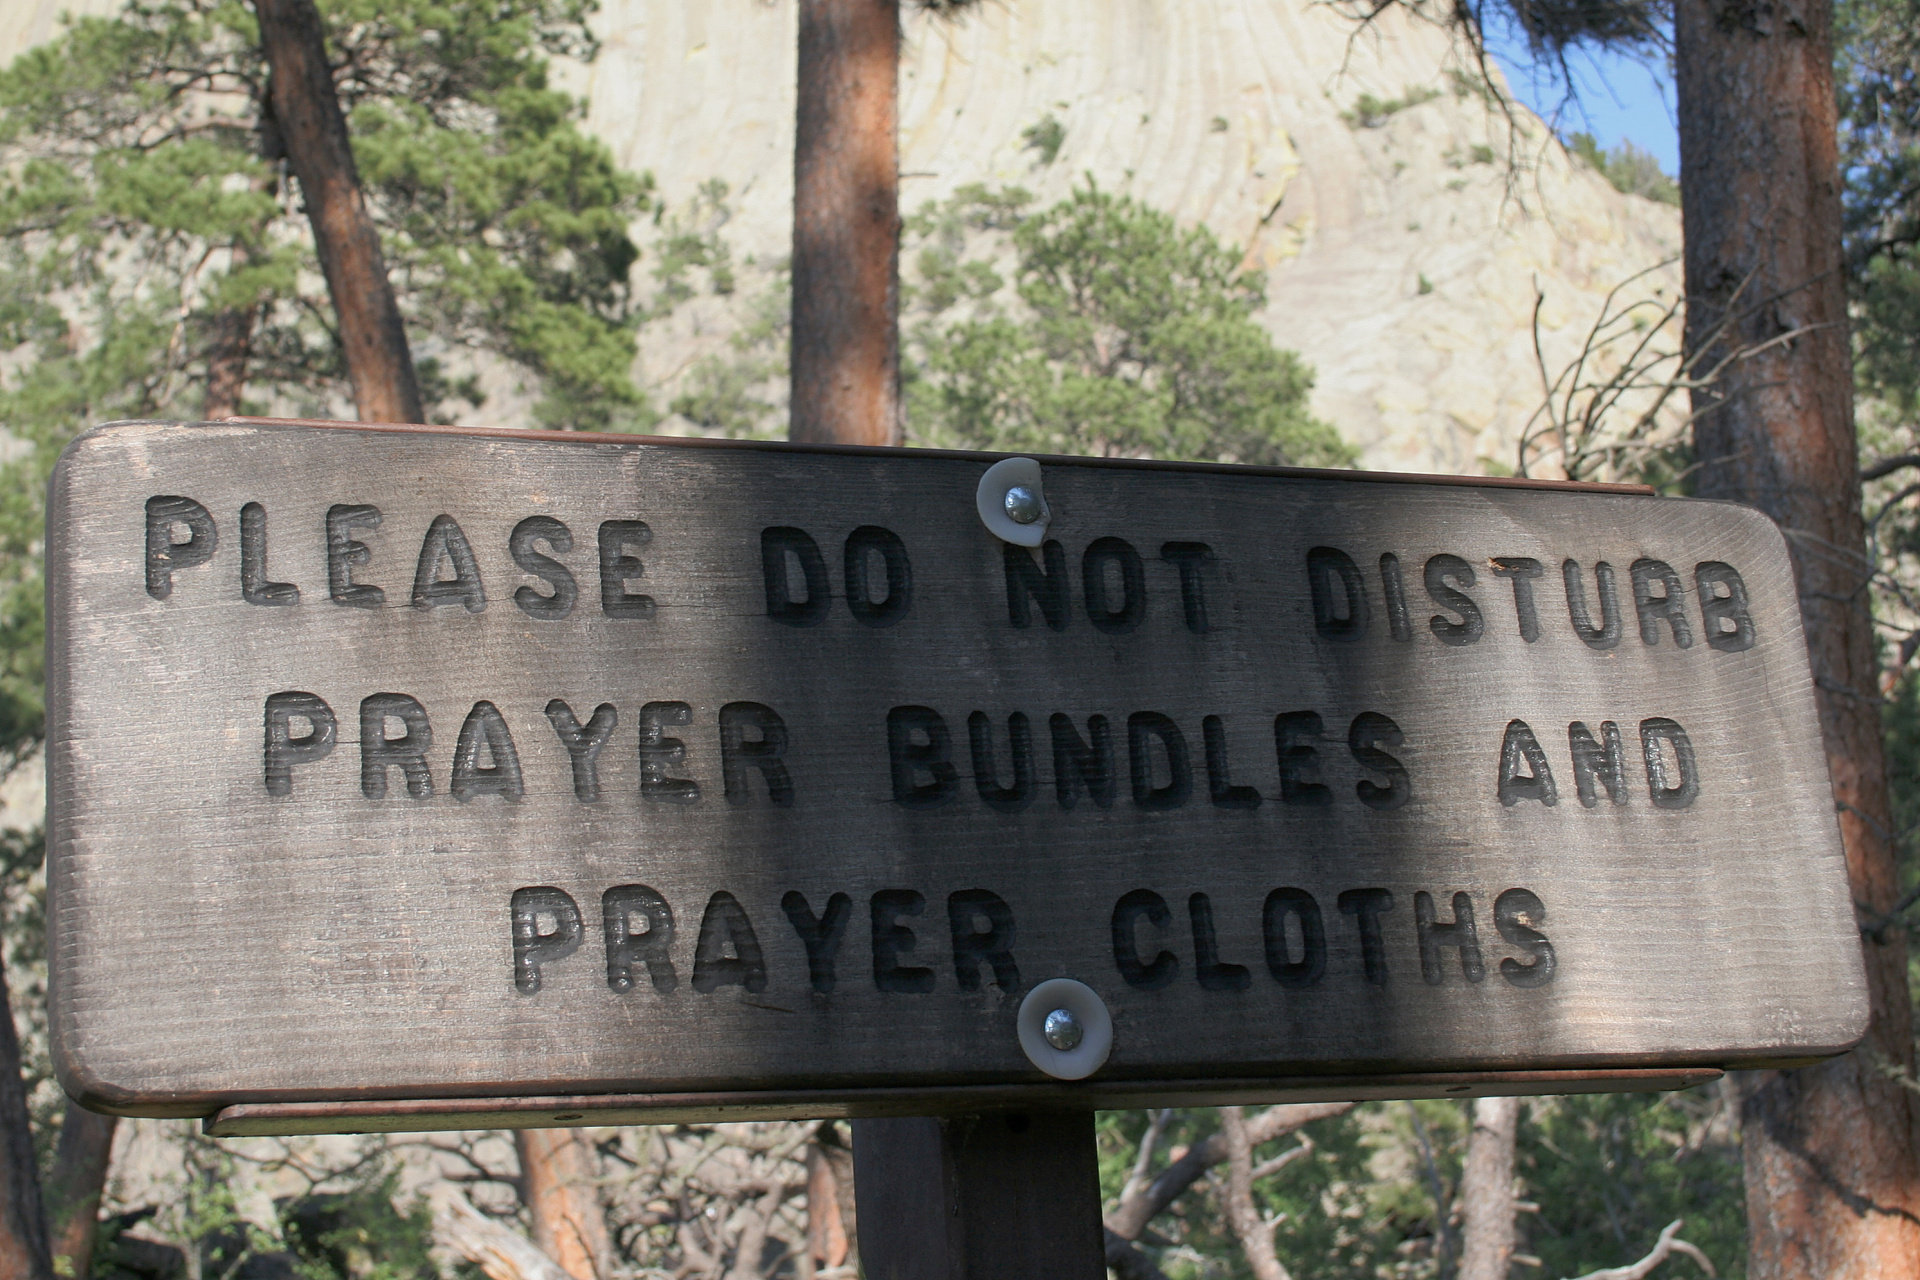 PLEASE DO NOT DISTURB
PRAYER BUNDLES AND
PRAYER CLOTHS